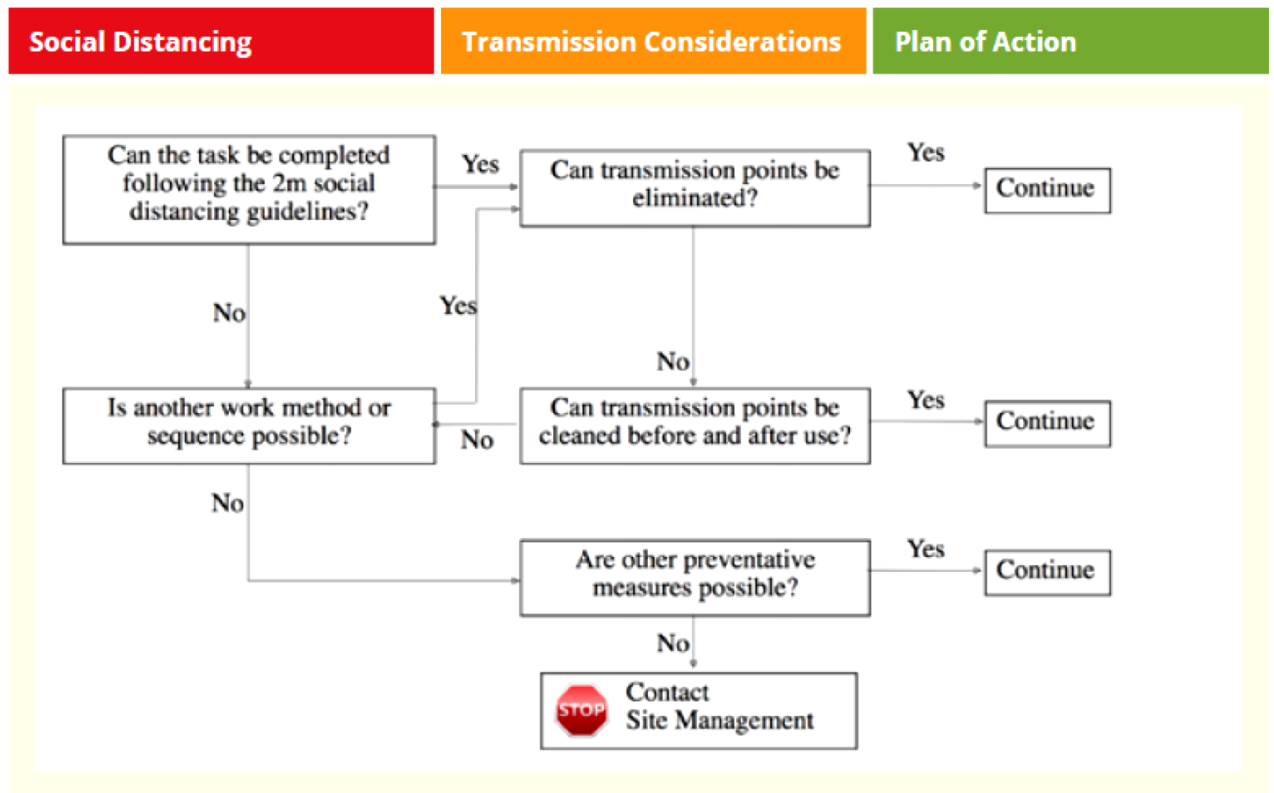 Social Distancing
Transmission Considerations
Plan of Action
Can the task be completed
following the 2m social
distancing guidelines?
Yes
Can transmission points be
eliminated?
Yes
Continue
No
Yes
No
Is another work method or
sequence possible?
No
Can transmission points be
cleaned before and after use?
Yes
Continue
No
Are other preventative
measures possible?
Yes
Continue
No
STOP
Contact
Site Management